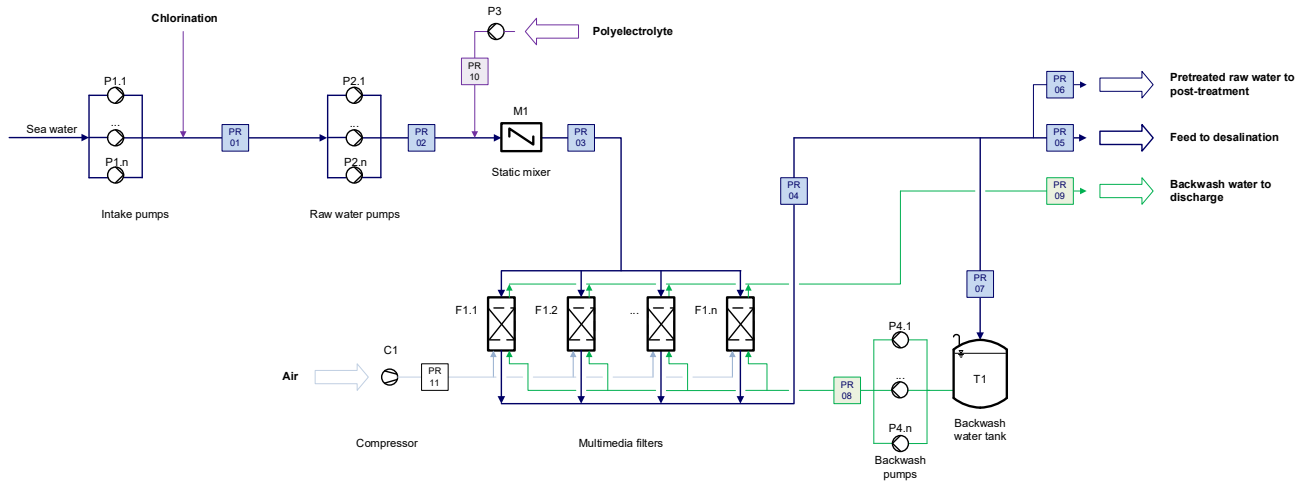 Chlorination
P3
Polyelectrolyte
PR
10
P1.1
...
P1.n
Sea water
Intake pumps
PR
01
P2.1
...
P2.n
Raw water pumps
PR
02
M1
Static mixer
PR
03
PR
04
PR
06
Pretreated raw water to
post-treatment
PR
05
Feed to desalination
PR
09
Backwash water to
discharge
PR
07
F1.1
F1.2
...
F1.n
Air
C1
PR
11
Compressor
Multimedia filters
PR
08
P4.1
...
P4.n
Backwash
pumps
T1
Backwash
water tank